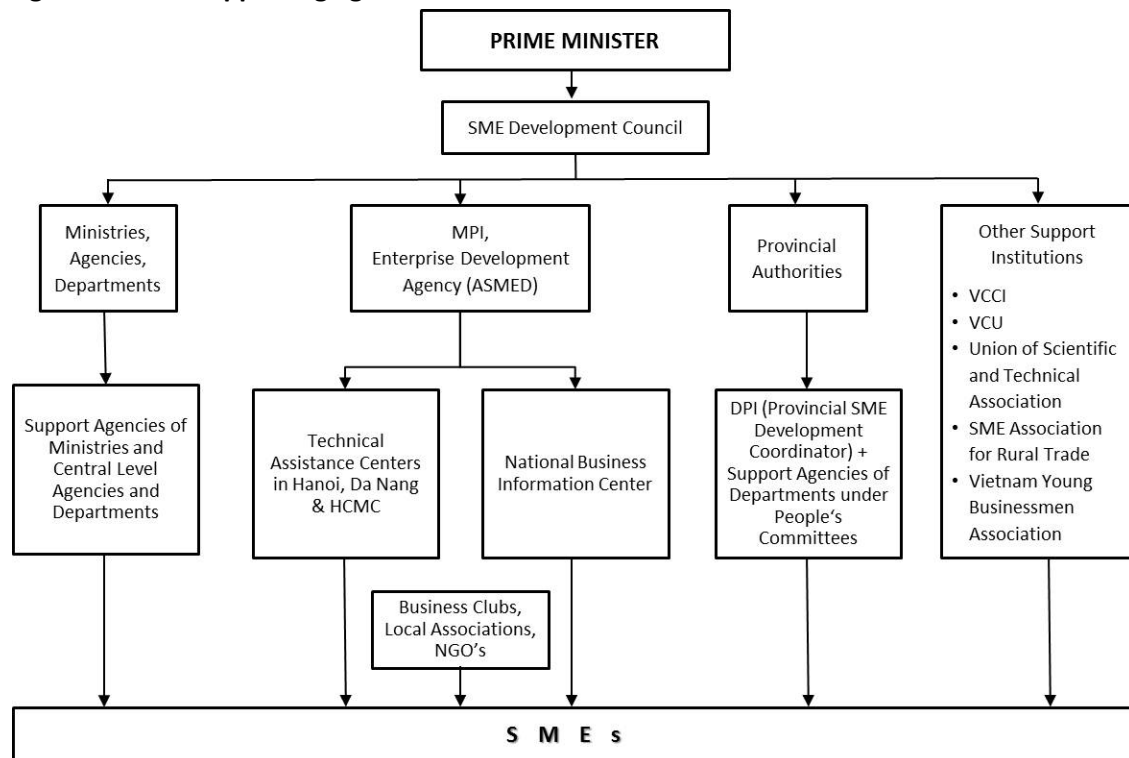 PRIME MINISTER
SME Development Council
Ministries,
Agencies,
Departments
MPI,
Enterprise Development
Agency (ASMED)
Provincial
Authorities
Other Support
Institutions
• VCCI
• VCU
• Union of Scientific
and Technical
Association
• SME Association
for Rural Trade
• Vietnam Young
Businessmen
Association
Support Agencies of
Ministries and
Central Level
Agencies and
Departments
Technical
Assistance Centers
in Hanoi, Da Nang
& HCMC
National Business
Information Center
DPI (Provincial SME
Development
Coordinator) +
Support Agencies of
Departments under
People‘s
Committees
Business Clubs,
Local Associations,
NGO’s
S M E s